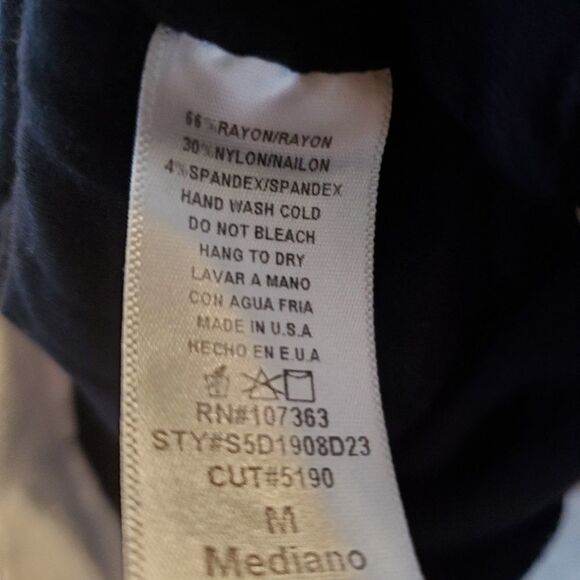 66%RAYON/RAYON
30%NYLON/NAILON
4%SPANDEX/SPANDEX
HAND WASH COLD
DO NOT BLEACH
HANG TO DRY
LAVAR A MANO
CON AGUA FRIA
MADE IN U.S.A
HECHO EN E.U.A
RN#107363
STY#S5D1908D23
CUT#5190
M
Mediano